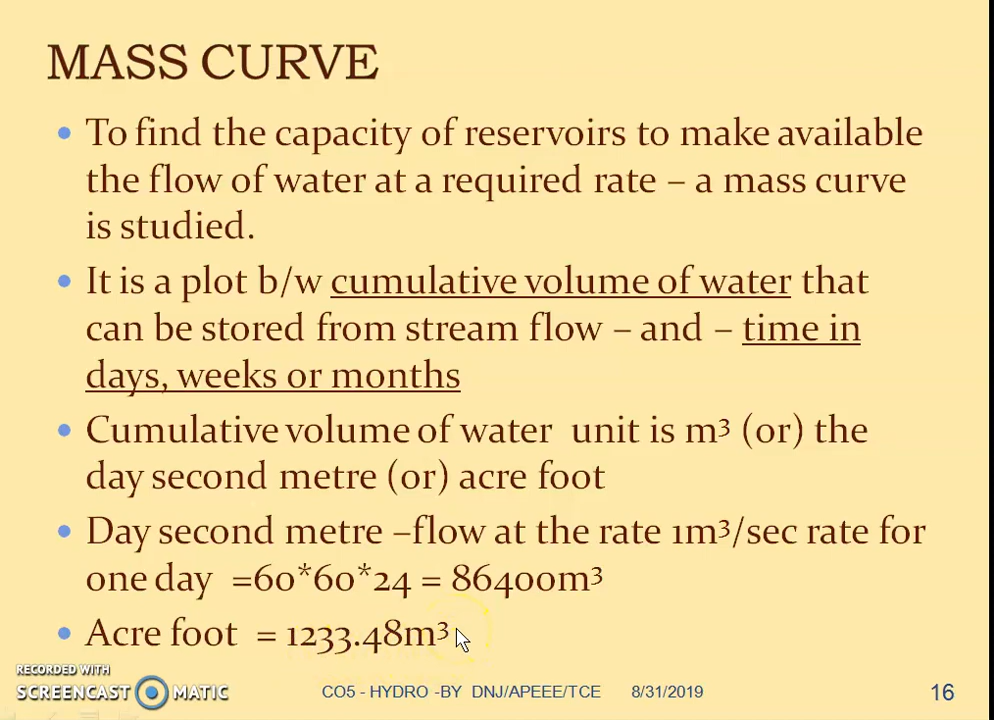 MASS CURVE
To find the capacity of reservoirs to make available
the flow of water at a required rate – a mass curve
is studied.
It is a plot b/w cumulative volume of water that
can be stored from stream flow – and – time in
days, weeks or months
Cumulative volume of water unit is m³ (or) the
day second metre (or) acre foot
Day second metre –flow at the rate 1m³/sec rate for
one day =60*60*24 = 86400m³
Acre foot = 1233.48m³
RECORDED WITH
SCREENCAST MATIC
CO5 - HYDRO -BY DNJ/APEEE/TCE 8/31/2019 16